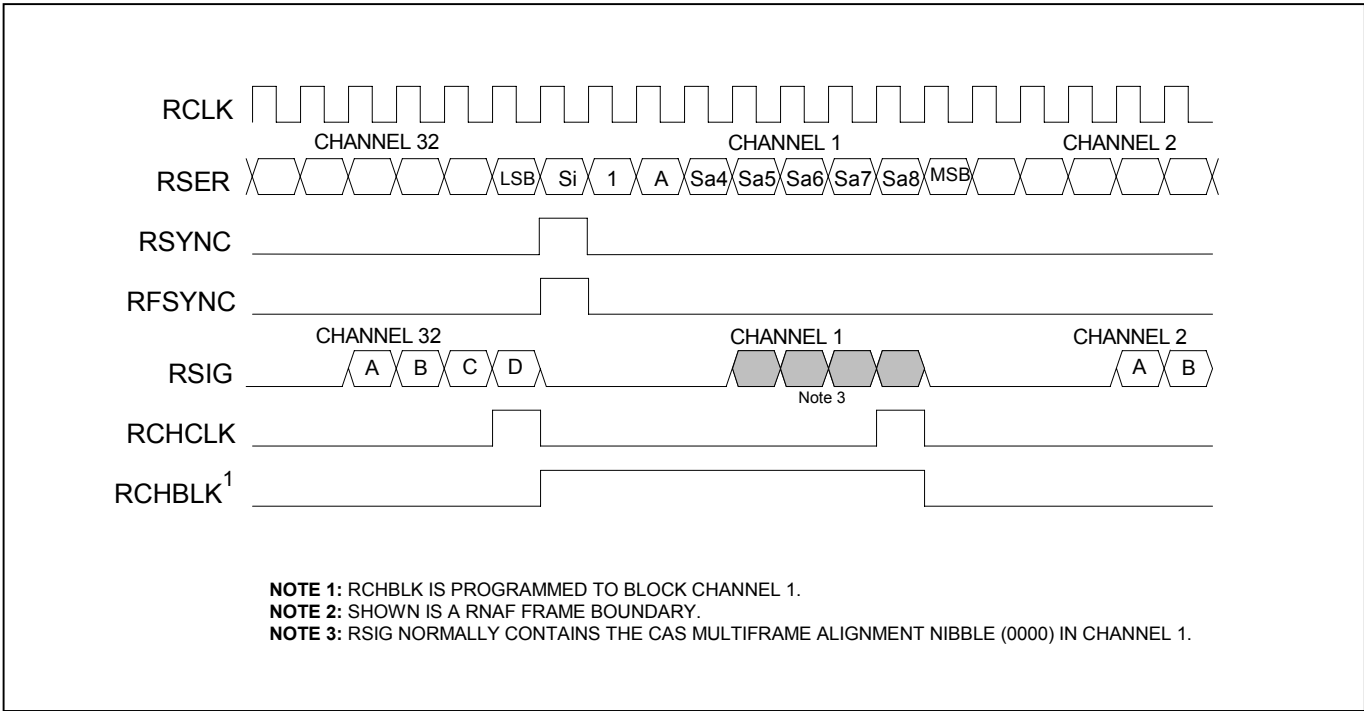 RCLK
CHANNEL 32 CHANNEL 1 CHANNEL 2
RSER LSB Si 1 A Sa4 Sa5 Sa6 Sa7 Sa8 MSB
RSYNC
RFSYNC
CHANNEL 32 CHANNEL 1 CHANNEL 2
RSIG A B C D A B
Note 3
RCHCLK
RCHBLK¹
NOTE 1: RCHBLK IS PROGRAMMED TO BLOCK CHANNEL 1.
NOTE 2: SHOWN IS A RNAF FRAME BOUNDARY.
NOTE 3: RSIG NORMALLY CONTAINS THE CAS MULTIFRAME ALIGNMENT NIBBLE (0000) IN CHANNEL 1.